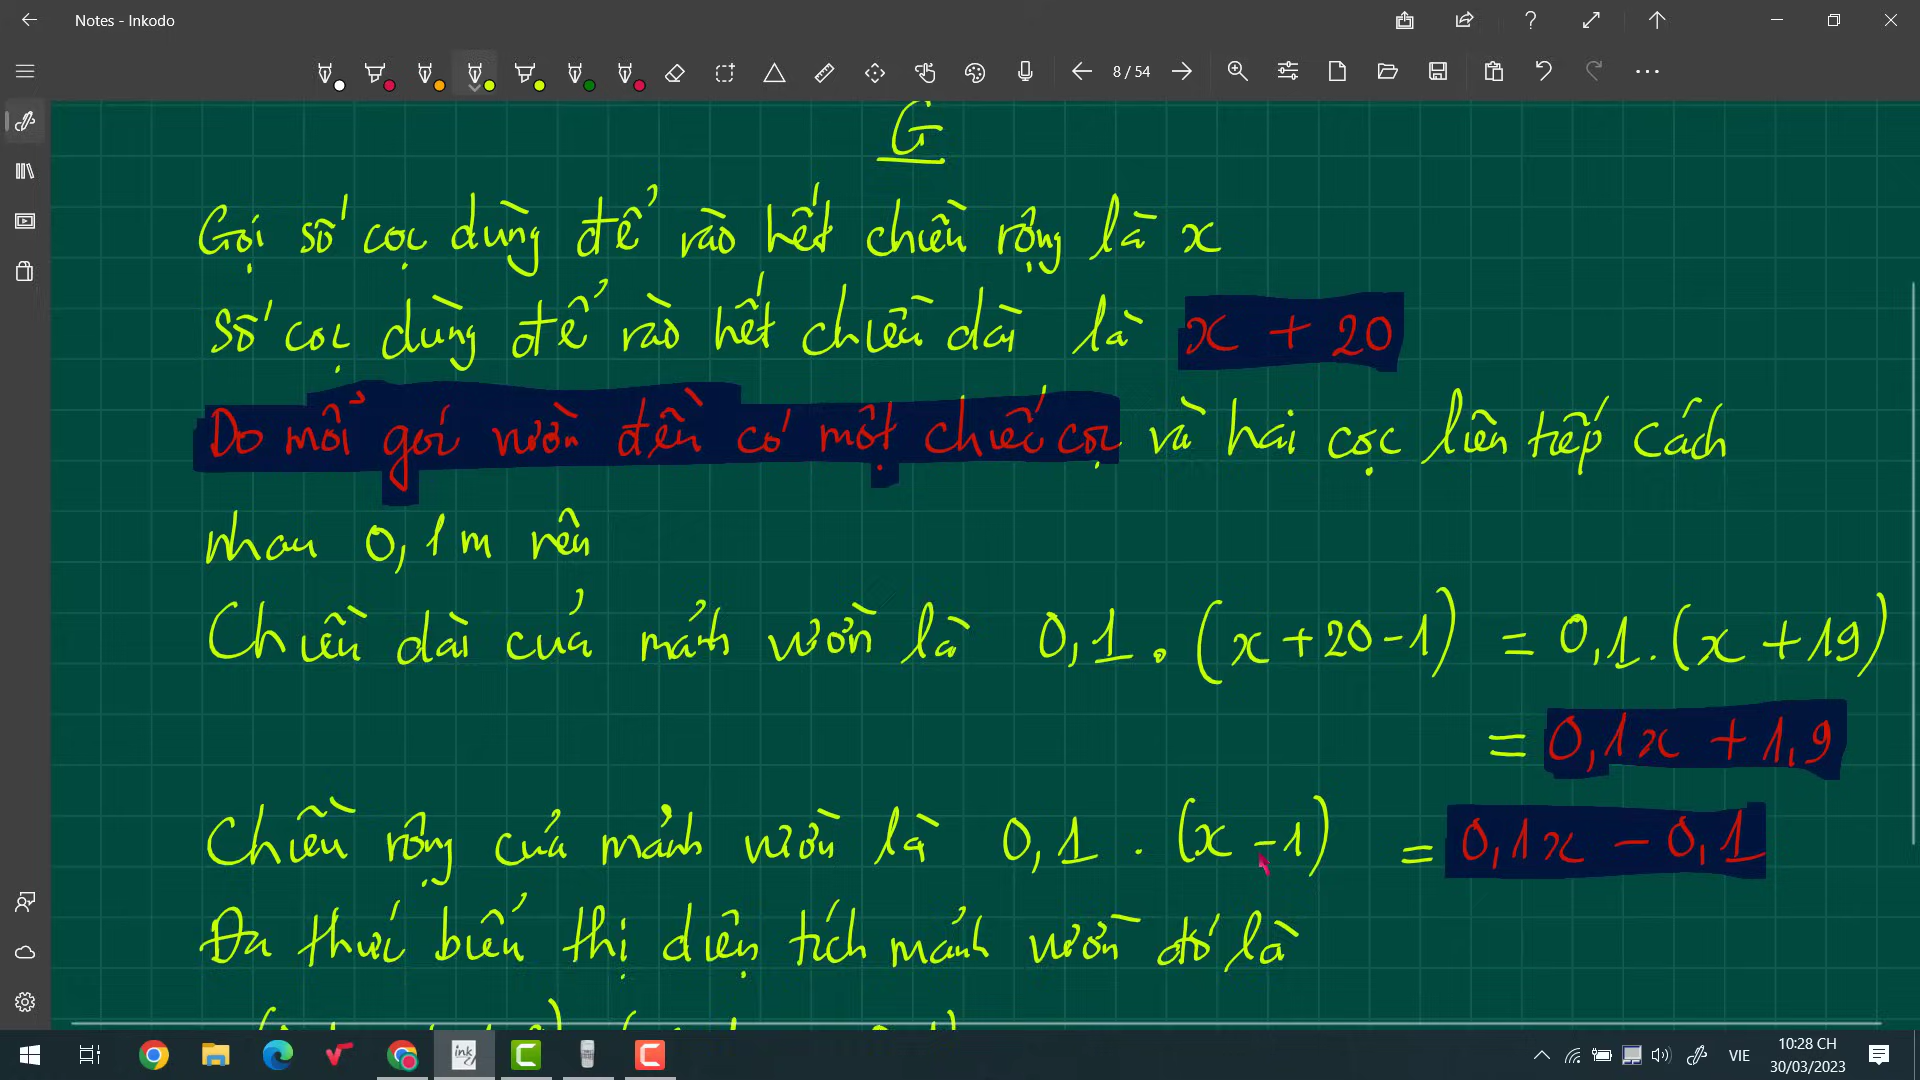 Notes - Inkodo
8 / 54
G
Gọi số cọc dùng để rào hết chiều rộng là x
Số cọc dùng để rào hết chiều dài là x + 20
Do mỗi góc vườn đều có một chiếc cọc và hai cọc liên tiếp cách
nhau 0,1m nên
Chiều dài của mảnh vườn là 0,1 . (x+20-1) = 0,1.(x+19)
= 0,1x + 1,9
Chiều rộng của mảnh vườn là 0,1 . (x-1) = 0,1x - 0,1
Đa thức biến thị diện tích mảnh vườn đó là
ink
VIE
10:28 CH
30/03/2023